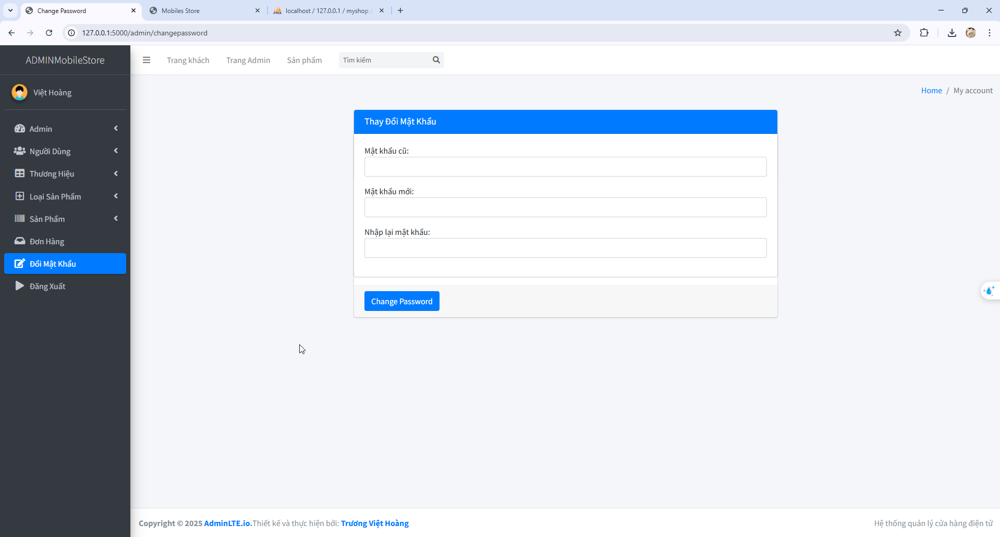 Change Password
Mobiles Store
localhost / 127.0.0.1 / myshop /
127.0.0.1:5000/admin/changepassword
ADMINMobileStore
Trang khách
Trang Admin
Sản phẩm
Tìm kiếm
Việt Hoàng
Home / My account
Admin
Người Dùng
Thương Hiệu
Loại Sản Phẩm
Sản Phẩm
Đơn Hàng
Đổi Mật Khẩu
Đăng Xuất
Thay Đổi Mật Khẩu
Mật khẩu cũ:
Mật khẩu mới:
Nhập lại mật khẩu:
Change Password
Copyright © 2025 AdminLTE.io.Thiết kế và thực hiện bởi: Trương Việt Hoàng
Hệ thống quản lý cửa hàng điện tử